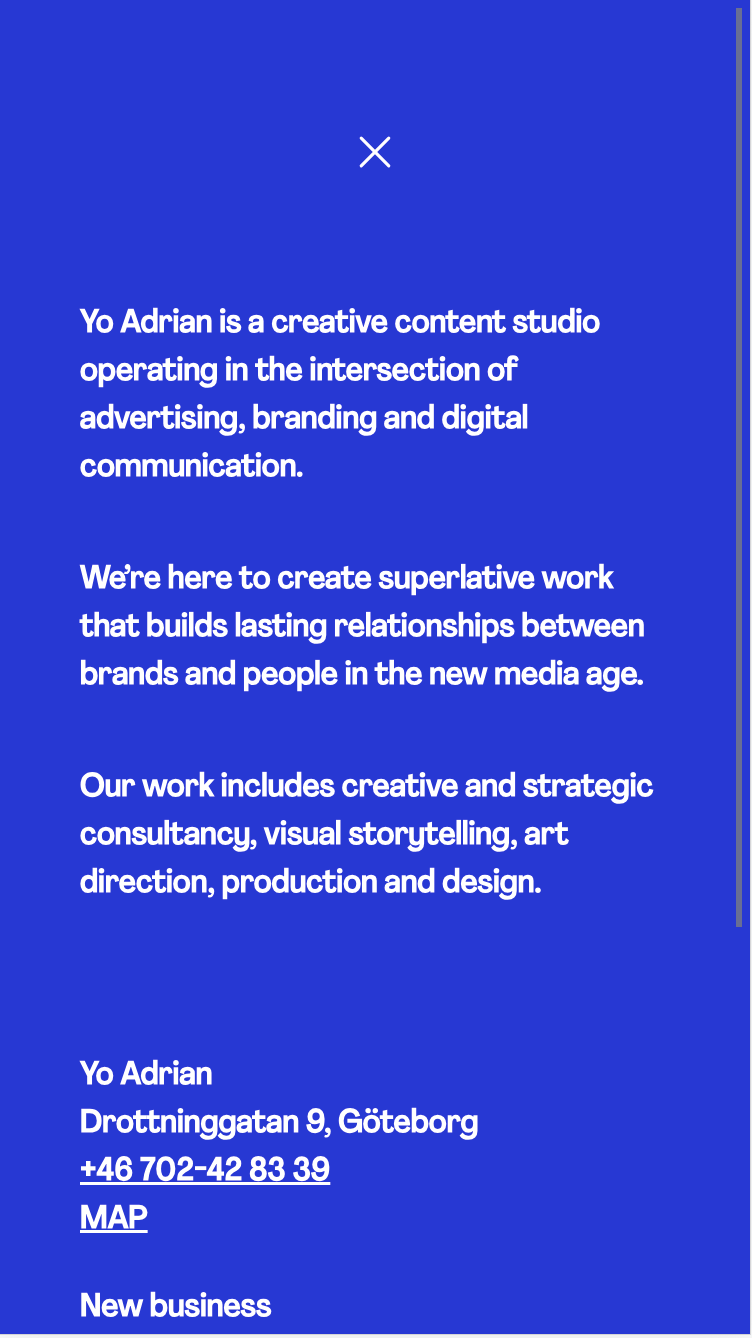 Yo Adrian is a creative content studio
operating in the intersection of
advertising, branding and digital
communication.
We’re here to create superlative work
that builds lasting relationships between
brands and people in the new media age.
Our work includes creative and strategic
consultancy, visual storytelling, art
direction, production and design.
Yo Adrian
Drottninggatan 9, Göteborg
+46 702-42 83 39
MAP
New business